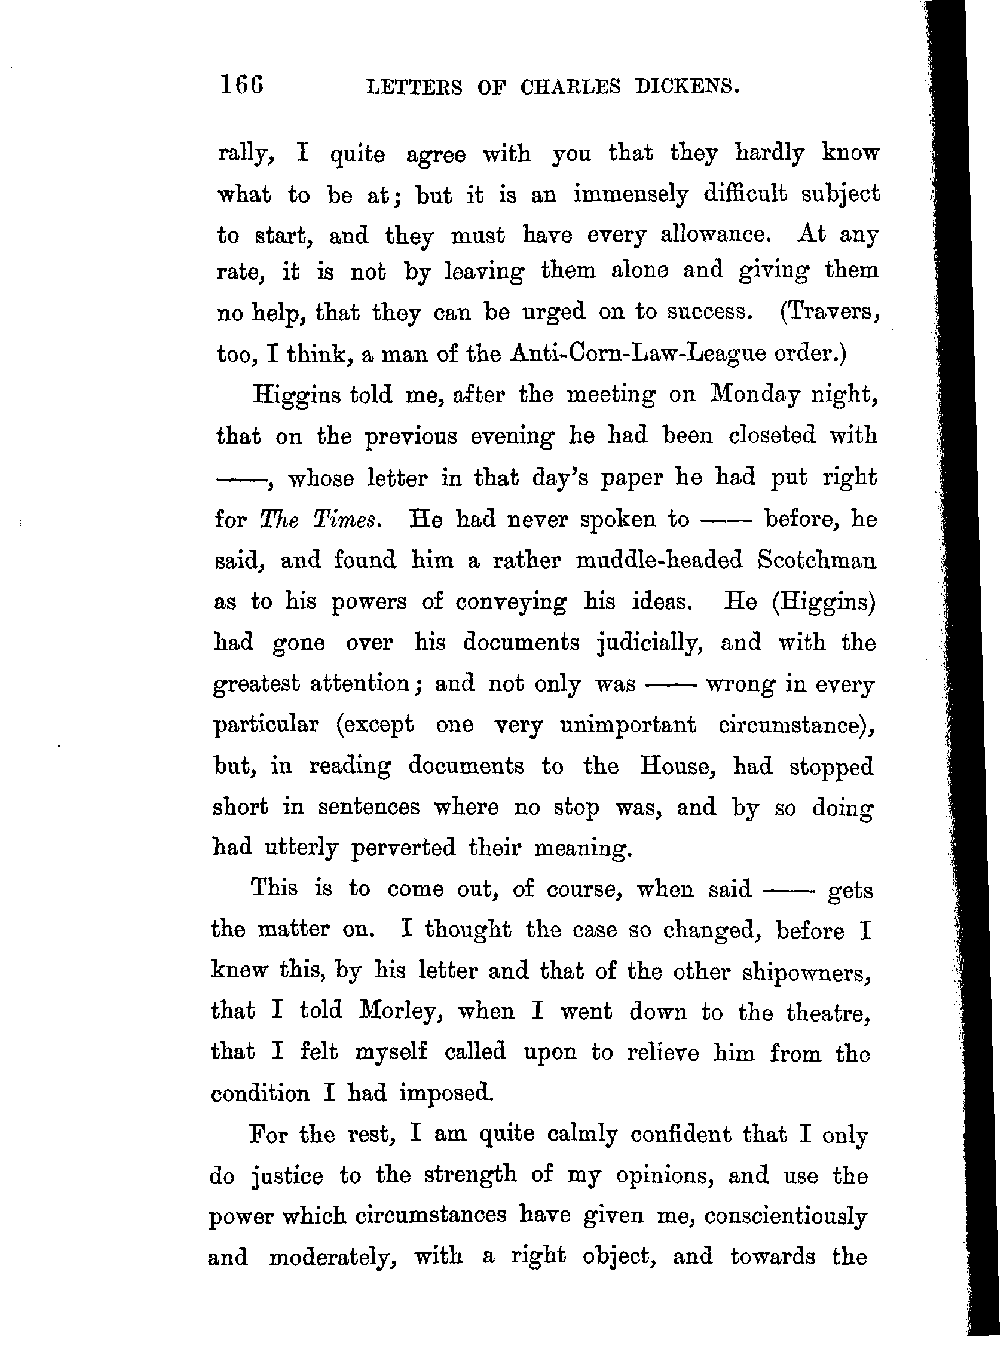 166 LETTERS OF CHARLES DICKENS.
rally, I quite agree with you that they hardly know
what to be at; but it is an immensely difficult subject
to start, and they must have every allowance. At any
rate, it is not by leaving them alone and giving them
no help, that they can be urged on to success. (Travers,
too, I think, a man of the Anti-Corn-Law-League order.)
Higgins told me, after the meeting on Monday night,
that on the previous evening he had been closeted with
——, whose letter in that day's paper he had put right
for The Times. He had never spoken to —— before, he
said, and found him a rather muddle-headed Scotchman
as to his powers of conveying his ideas. He (Higgins)
had gone over his documents judicially, and with the
greatest attention; and not only was —— wrong in every
particular (except one very unimportant circumstance),
but, in reading documents to the House, had stopped
short in sentences where no stop was, and by so doing
had utterly perverted their meaning.
This is to come out, of course, when said —— gets
the matter on. I thought the case so changed, before I
knew this, by his letter and that of the other shipowners,
that I told Morley, when I went down to the theatre,
that I felt myself called upon to relieve him from the
condition I had imposed.
For the rest, I am quite calmly confident that I only
do justice to the strength of my opinions, and use the
power which circumstances have given me, conscientiously
and moderately, with a right object, and towards the